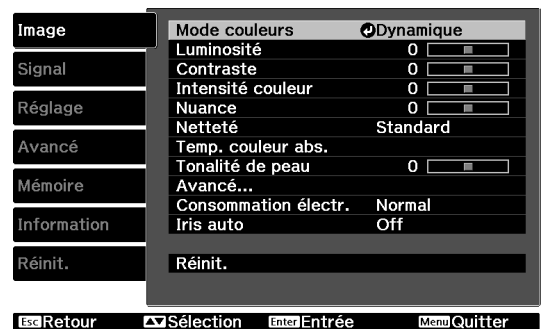 Image
Signal
Réglage
Avancé
Mémoire
Information
Réinit.
Mode couleurs Dynamique
Luminosité 0
Contraste 0
Intensité couleur 0
Nuance 0
Netteté Standard
Temp. couleur abs.
Tonalité de peau 0
Avancé...
Consommation électr. Normal
Iris auto Off
Réinit.
Esc Retour Sélection Enter Entrée Menu Quitter